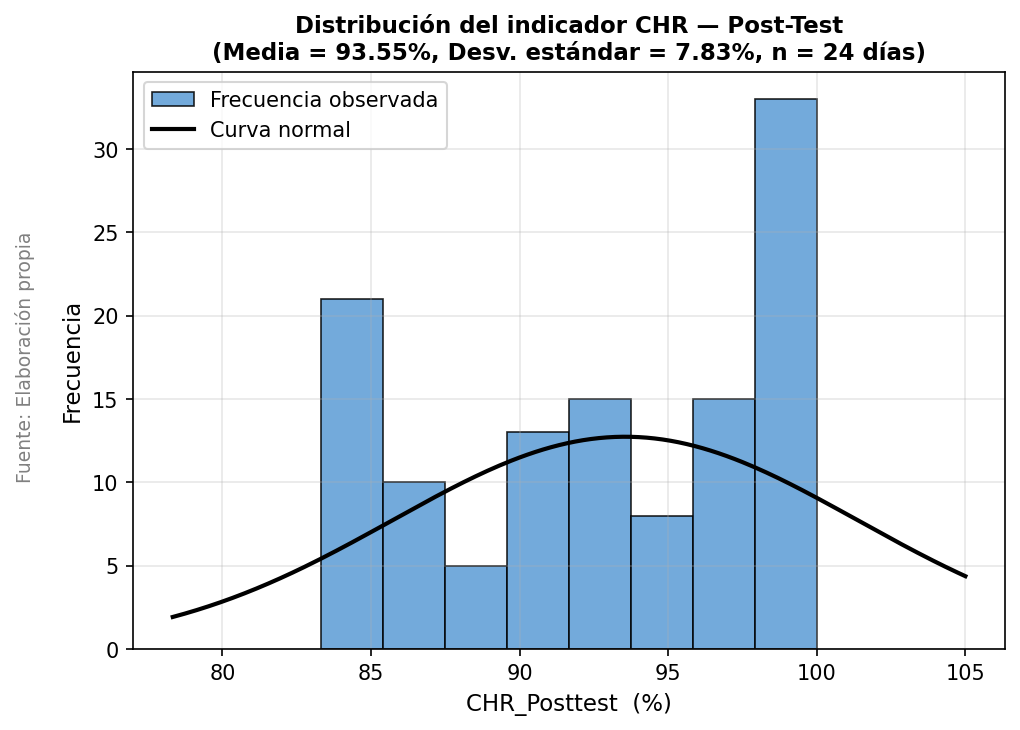 Distribución del indicador CHR — Post-Test
(Media = 93.55%, Desv. estándar = 7.83%, n = 24 días)
Frecuencia observada
Curva normal
Fuente: Elaboración propia
Frecuencia
30
25
20
15
10
5
0
80
85
90
95
100
105
CHR_Posttest (%)